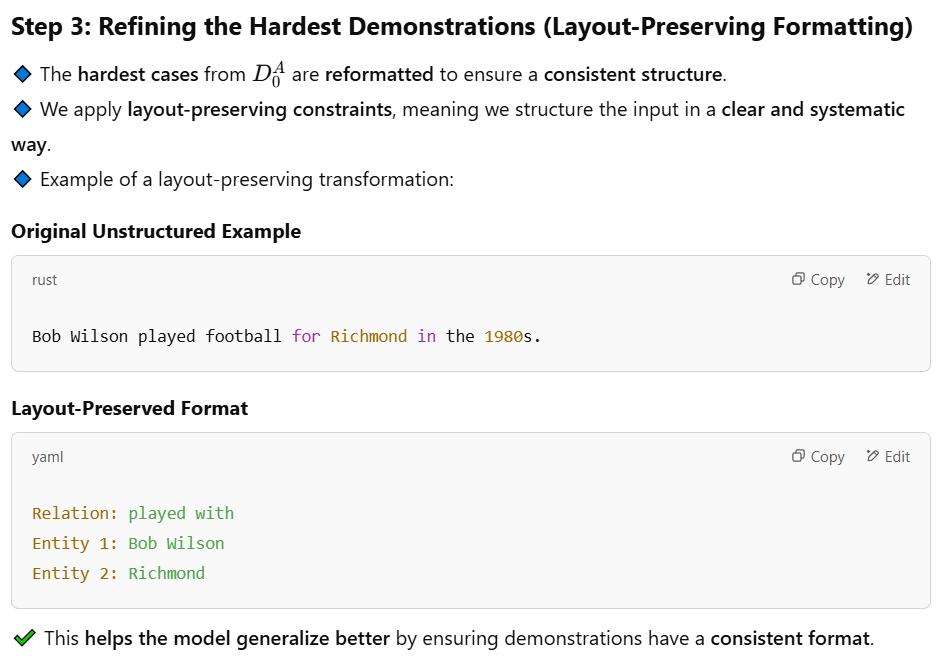 Step 3: Refining the Hardest Demonstrations (Layout-Preserving Formatting)
🔷 The hardest cases from D₀ᴬ are reformatted to ensure a consistent structure.
🔷 We apply layout-preserving constraints, meaning we structure the input in a clear and systematic
way.
🔷 Example of a layout-preserving transformation:
Original Unstructured Example
rust Copy Edit
Bob Wilson played football for Richmond in the 1980s.
Layout-Preserved Format
yaml Copy Edit
Relation: played with
Entity 1: Bob Wilson
Entity 2: Richmond
✔ This helps the model generalize better by ensuring demonstrations have a consistent format.